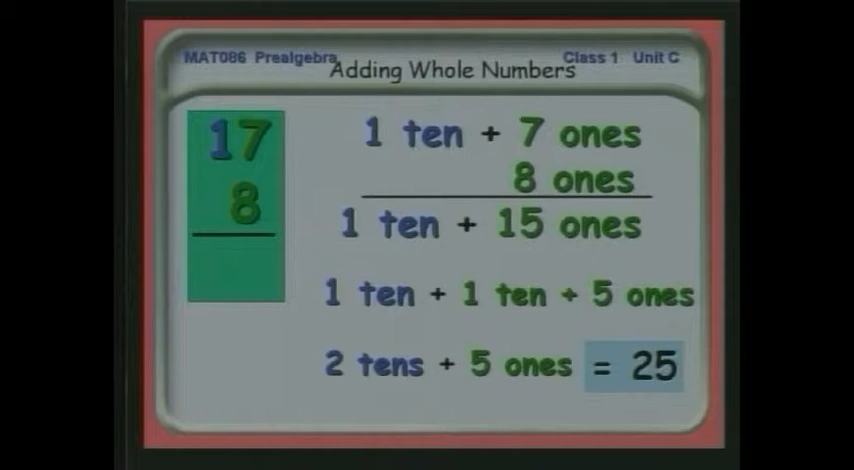 MAT086 Prealgebra
Class 1 Unit C
Adding Whole Numbers
17
8
1 ten + 7 ones
8 ones
1 ten + 15 ones
1 ten + 1 ten + 5 ones
2 tens + 5 ones = 25